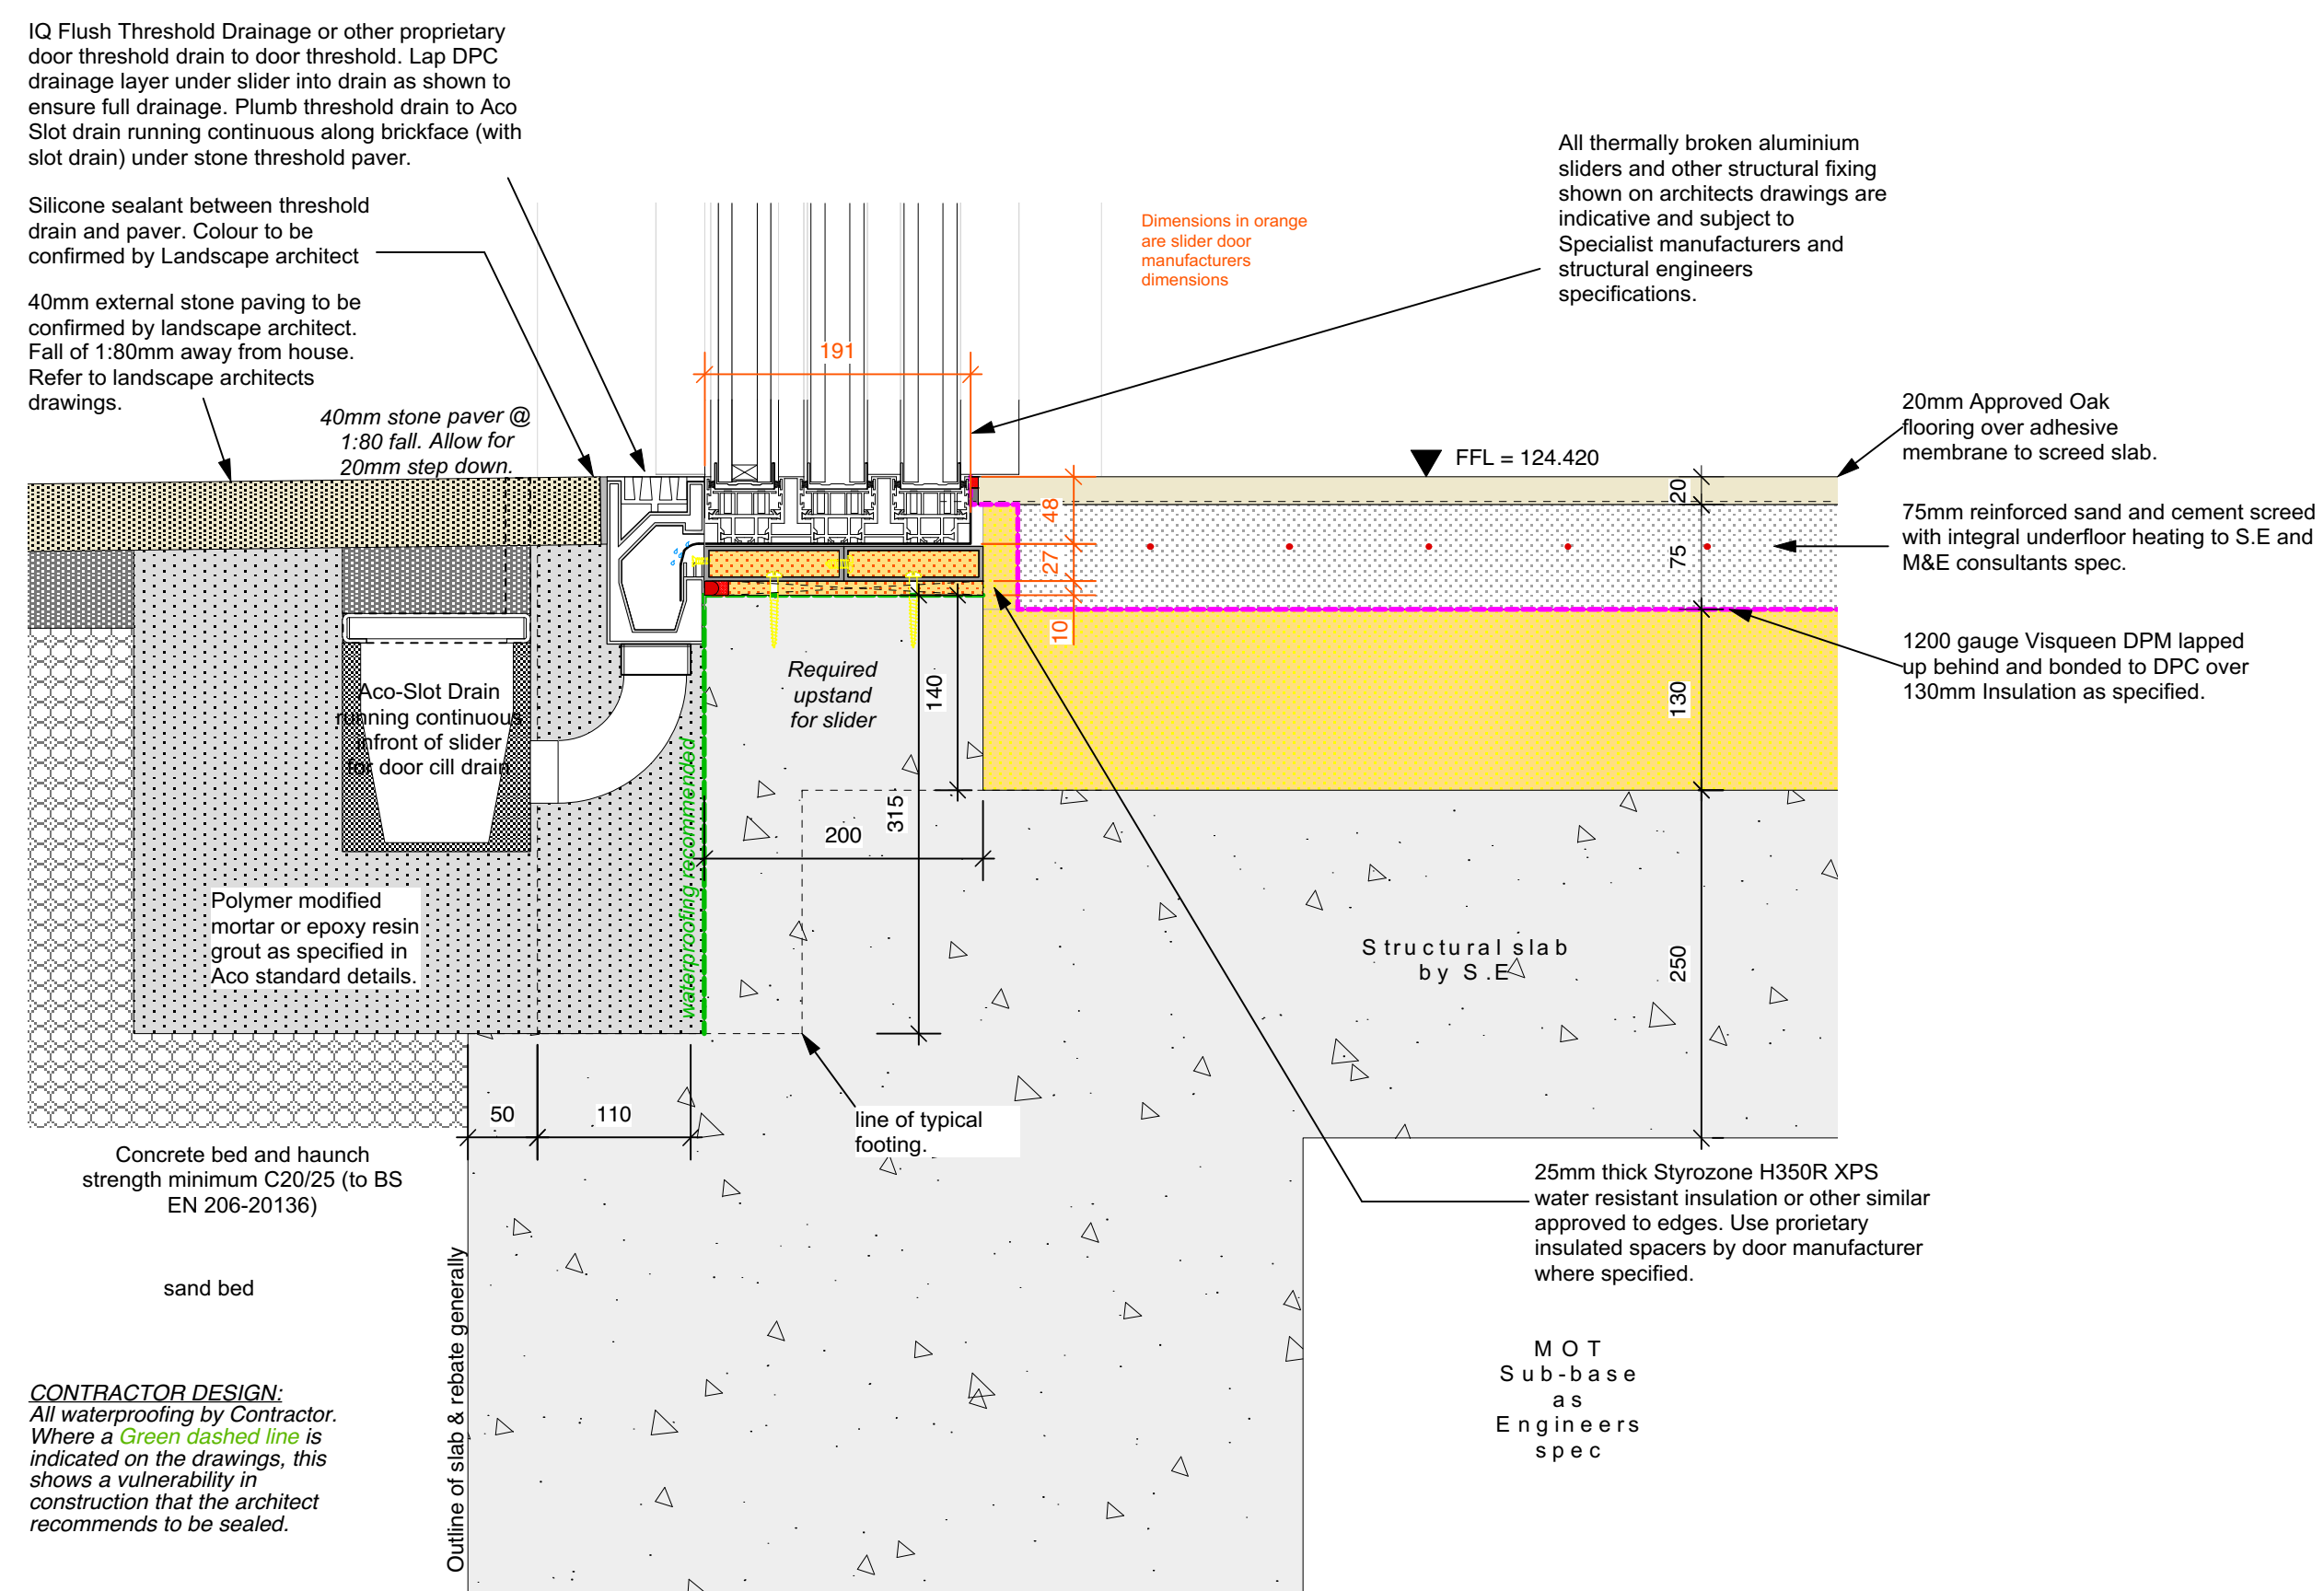 IQ Flush Threshold Drainage or other proprietary
door threshold drain to door threshold. Lap DPC
drainage layer under slider into drain as shown to
ensure full drainage. Plumb threshold drain to Aco
Slot drain running continuous along brickface (with
slot drain) under stone threshold paver.
Silicone sealant between threshold
drain and paver. Colour to be
confirmed by Landscape architect
40mm external stone paving to be
confirmed by landscape architect.
Fall of 1:80mm away from house.
Refer to landscape architects
drawings.
40mm stone paver @
1:80 fall. Allow for
20mm step down.
Dimensions in orange
are slider door
manufacturers
dimensions
191
All thermally broken aluminium
sliders and other structural fixing
shown on architects drawings are
indicative and subject to
Specialist manufacturers and
structural engineers
specifications.
FFL = 124.420
20mm Approved Oak
flooring over adhesive
membrane to screed slab.
75mm reinforced sand and cement screed
with integral underfloor heating to S.E and
M&E consultants spec.
1200 gauge Visqueen DPM lapped
up behind and bonded to DPC over
130mm Insulation as specified.
48
27
10
20
75
130
250
Required
upstand
for slider
140
315
200
waterproofing recommended
Aco-Slot Drain
running continuous
infront of slider
for door cill drain
Polymer modified
mortar or epoxy resin
grout as specified in
Aco standard details.
Structural slab
by S.E
50
110
line of typical
footing.
Concrete bed and haunch
strength minimum C20/25 (to BS
EN 206-20136)
sand bed
25mm thick Styrozone H350R XPS
water resistant insulation or other similar
approved to edges. Use prorietary
insulated spacers by door manufacturer
where specified.
MOT
Sub-base
as
Engineers
spec
Outline of slab & rebate generally
CONTRACTOR DESIGN:
All waterproofing by Contractor.
Where a Green dashed line is
indicated on the drawings, this
shows a vulnerability in
construction that the architect
recommends to be sealed.